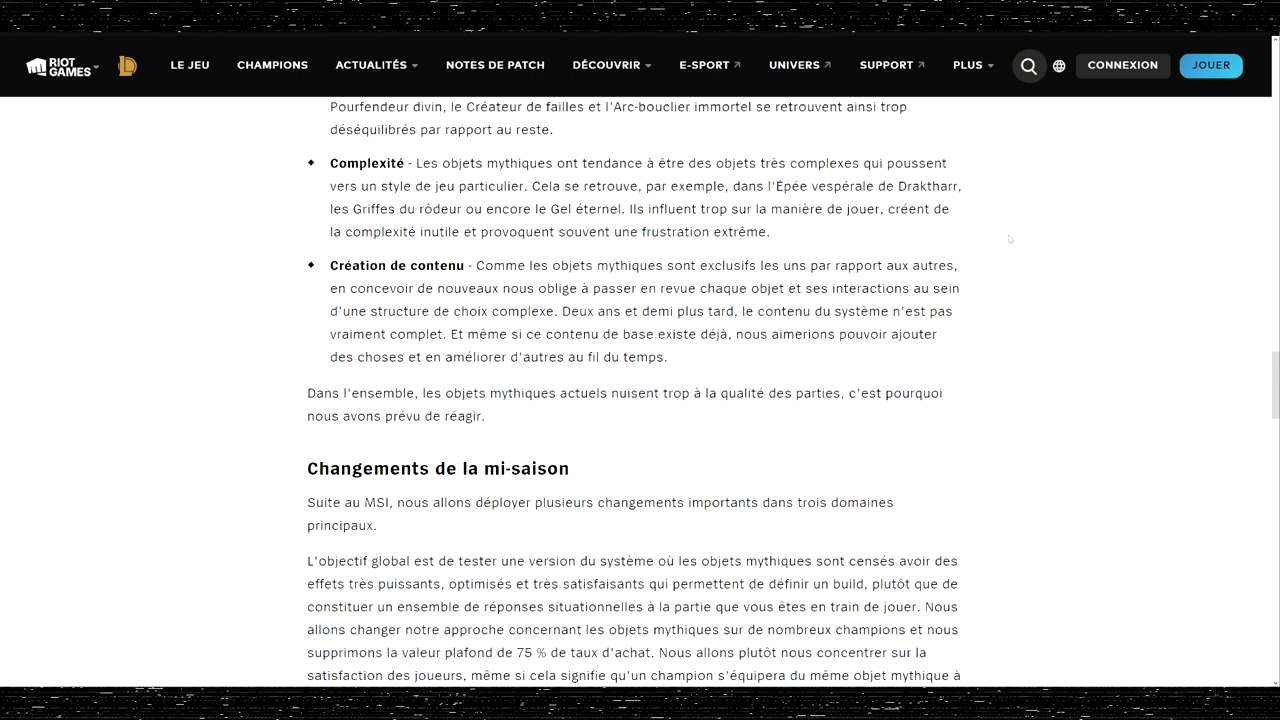 RIOT GAMES
LE JEU
CHAMPIONS
ACTUALITÉS
NOTES DE PATCH
DÉCOUVRIR
E-SPORT
UNIVERS
SUPPORT
PLUS
CONNEXION
JOUER
Pourfendeur divin, le Créateur de failles et l'Arc-bouclier immortel se retrouvent ainsi trop
déséquilibrés par rapport au reste.
Complexité - Les objets mythiques ont tendance à être des objets très complexes qui poussent
vers un style de jeu particulier. Cela se retrouve, par exemple, dans l'Épée vespérale de Draktharr,
les Griffes du rôdeur ou encore le Gel éternel. Ils influent trop sur la manière de jouer, créent de
la complexité inutile et provoquent souvent une frustration extrême.
Création de contenu - Comme les objets mythiques sont exclusifs les uns par rapport aux autres,
en concevoir de nouveaux nous oblige à passer en revue chaque objet et ses interactions au sein
d'une structure de choix complexe. Deux ans et demi plus tard, le contenu du système n'est pas
vraiment complet. Et même si ce contenu de base existe déjà, nous aimerions pouvoir ajouter
des choses et en améliorer d'autres au fil du temps.
Dans l'ensemble, les objets mythiques actuels nuisent trop à la qualité des parties, c'est pourquoi
nous avons prévu de réagir.
Changements de la mi-saison
Suite au MSI, nous allons déployer plusieurs changements importants dans trois domaines
principaux.
L'objectif global est de tester une version du système où les objets mythiques sont censés avoir des
effets très puissants, optimisés et très satisfaisants qui permettent de définir un build, plutôt que de
constituer un ensemble de réponses situationnelles à la partie que vous êtes en train de jouer. Nous
allons changer notre approche concernant les objets mythiques sur de nombreux champions et nous
supprimons la valeur plafond de 75 % de taux d'achat. Nous allons plutôt nous concentrer sur la
satisfaction des joueurs, même si cela signifie qu'un champion s'équipera du même objet mythique à